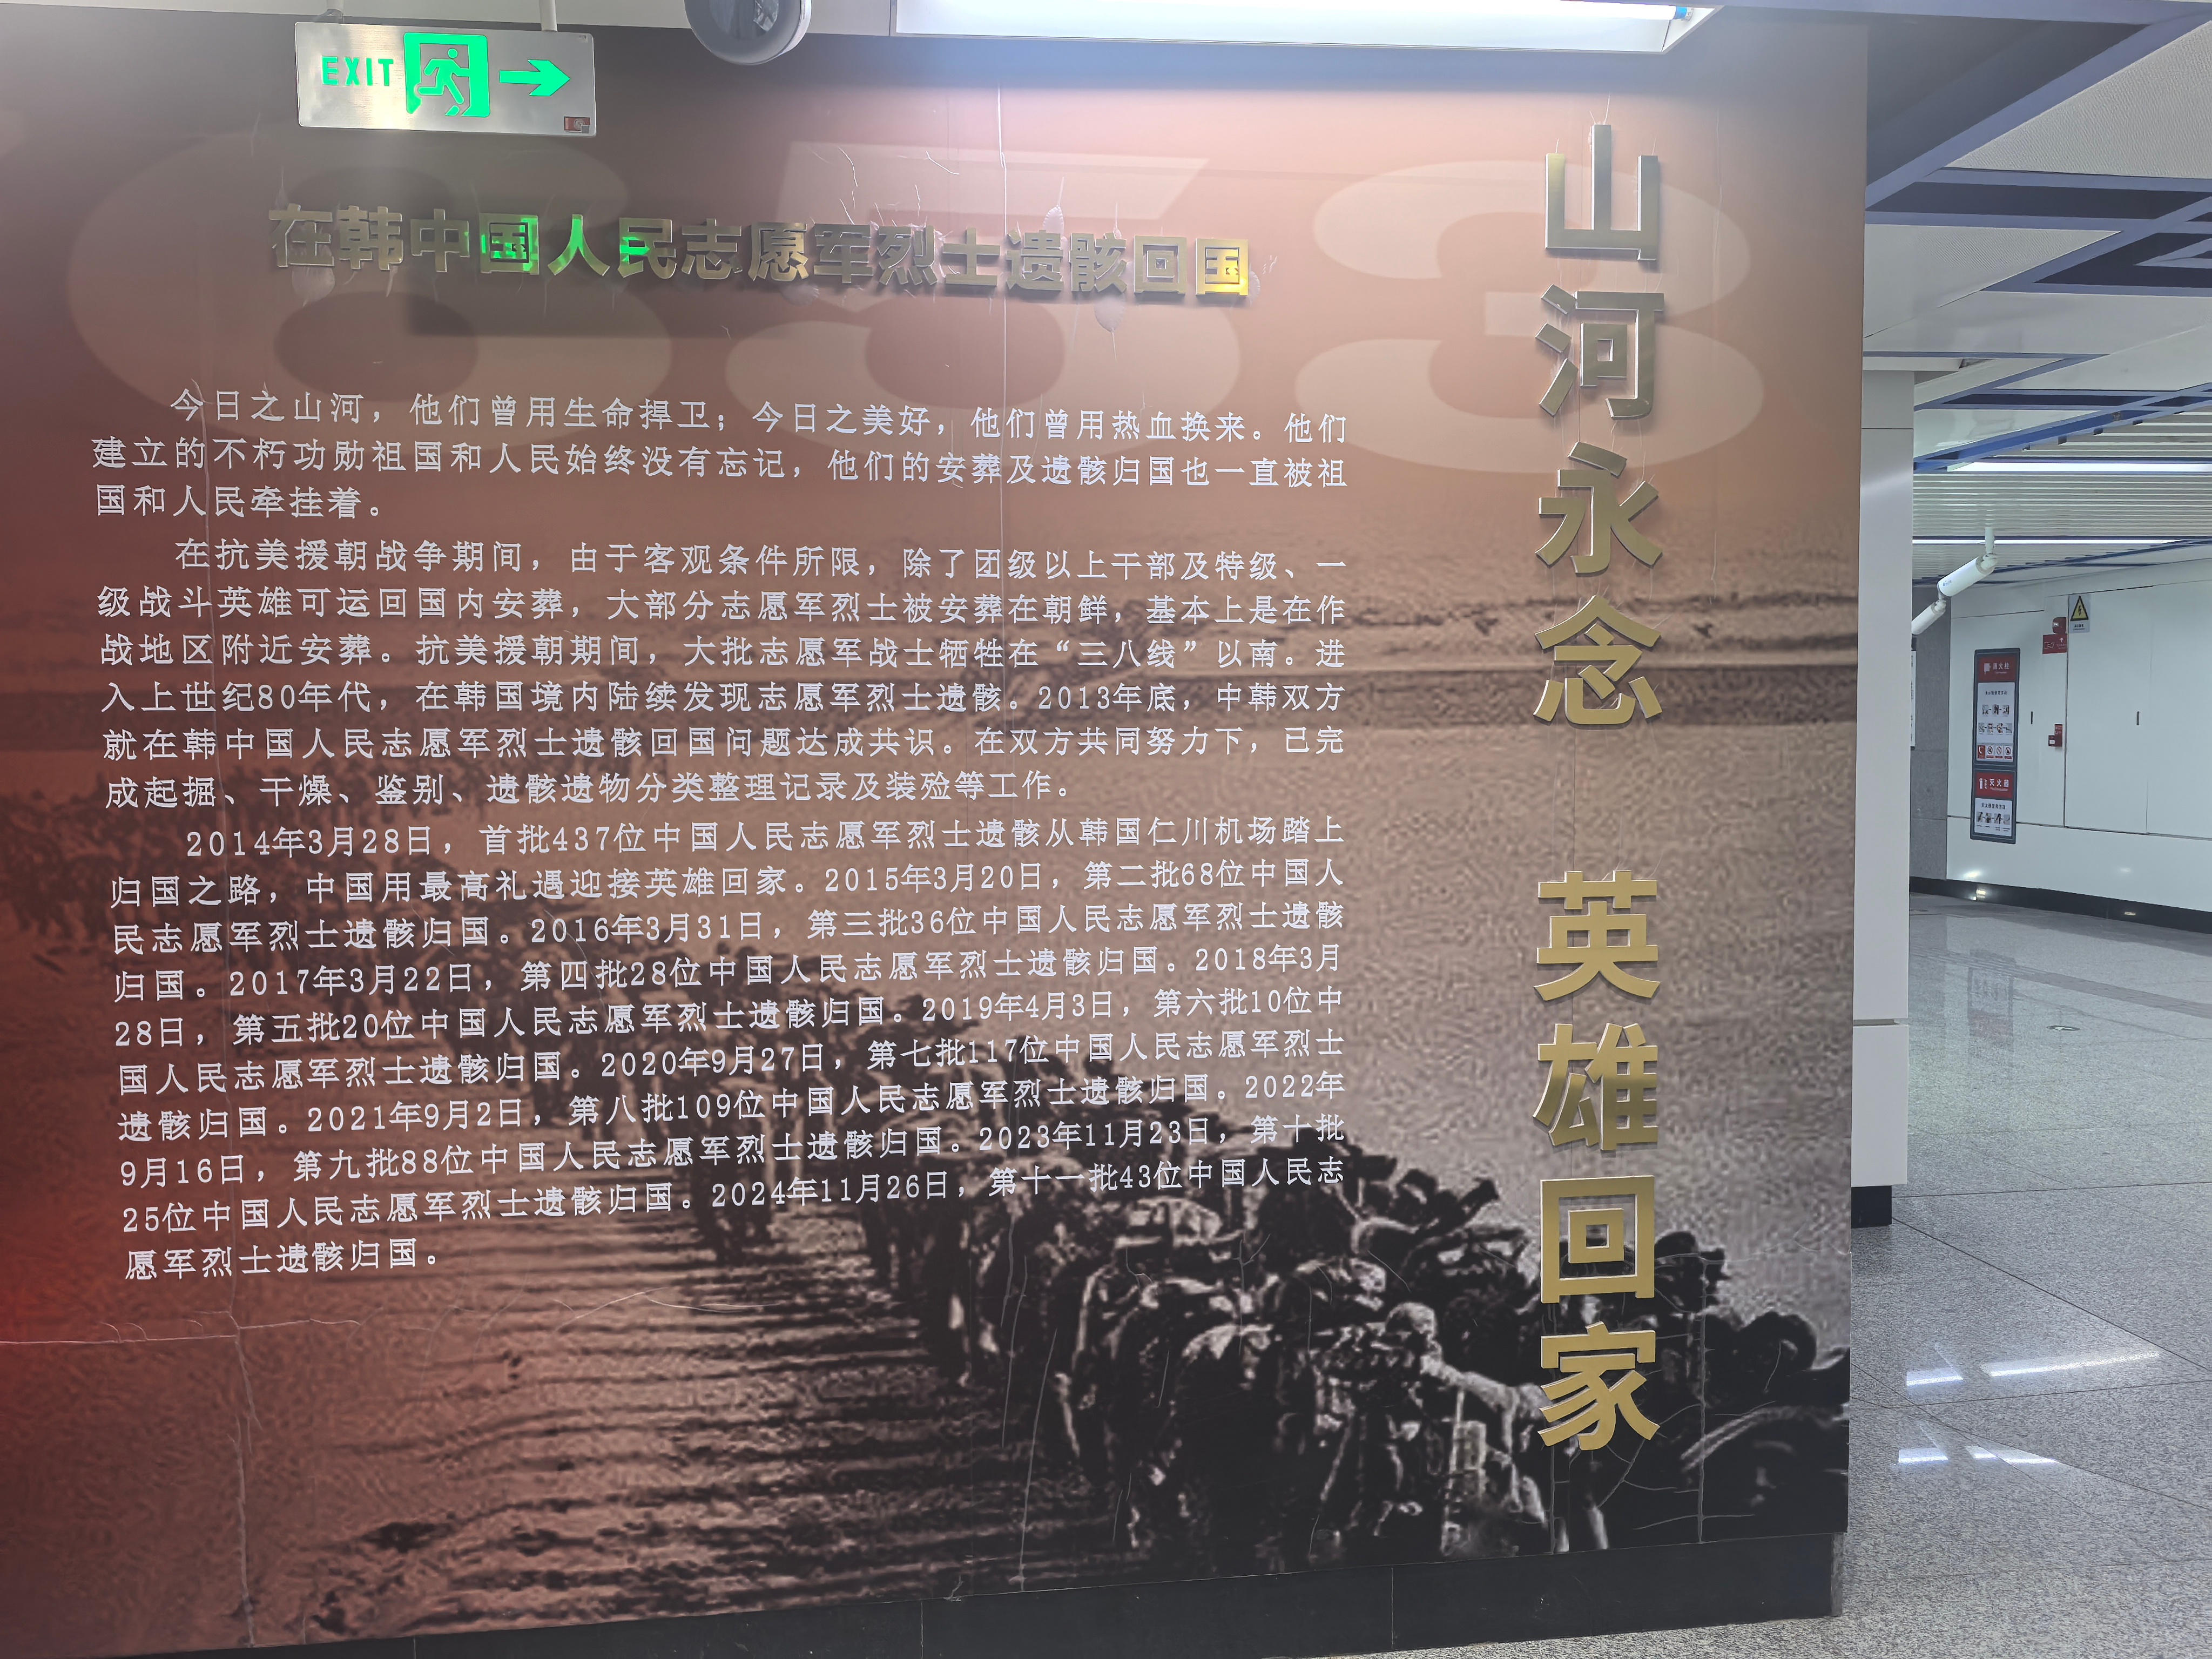 EXIT
853
在韩中国人民志愿军烈士遗骸回国
今日之山河，他们曾用生命捍卫；今日之美好，他们曾用热血换来。他们
建立的不朽功勋祖国和人民始终没有忘记，他们的安葬及遗骸归国也一直被祖
国和人民牵挂着。
在抗美援朝战争期间，由于客观条件所限，除了团级以上干部及特级、一
级战斗英雄可运回国内安葬，大部分志愿军烈士被安葬在朝鲜，基本上是在作
战地区附近安葬。抗美援朝期间，大批志愿军战士牺牲在“三八线”以南。进
入上世纪80年代，在韩国境内陆续发现志愿军烈士遗骸。2013年底，中韩双方
就在韩中国人民志愿军烈士遗骸回国问题达成共识。在双方共同努力下，已完
成起掘、干燥、鉴别、遗骸遗物分类整理记录及装殓等工作。
2014年3月28日，首批437位中国人民志愿军烈士遗骸从韩国仁川机场踏上
归国之路，中国用最高礼遇迎接英雄回家。2015年3月20日，第二批68位中国人
民志愿军烈士遗骸归国。2016年3月31日，第三批36位中国人民志愿军烈士遗骸
归国。2017年3月22日，第四批28位中国人民志愿军烈士遗骸归国。2018年3月
28日，第五批20位中国人民志愿军烈士遗骸归国。2019年4月3日，第六批10位中
国人民志愿军烈士遗骸归国。2020年9月27日，第七批117位中国人民志愿军烈士
遗骸归国。2021年9月2日，第八批109位中国人民志愿军烈士遗骸归国。2022年
9月16日，第九批88位中国人民志愿军烈士遗骸归国。2023年11月23日，第十批
25位中国人民志愿军烈士遗骸归国。2024年11月26日，第十一批43位中国人民志
愿军烈士遗骸归国。
山河永念 英雄回家
消火栓
灭火器